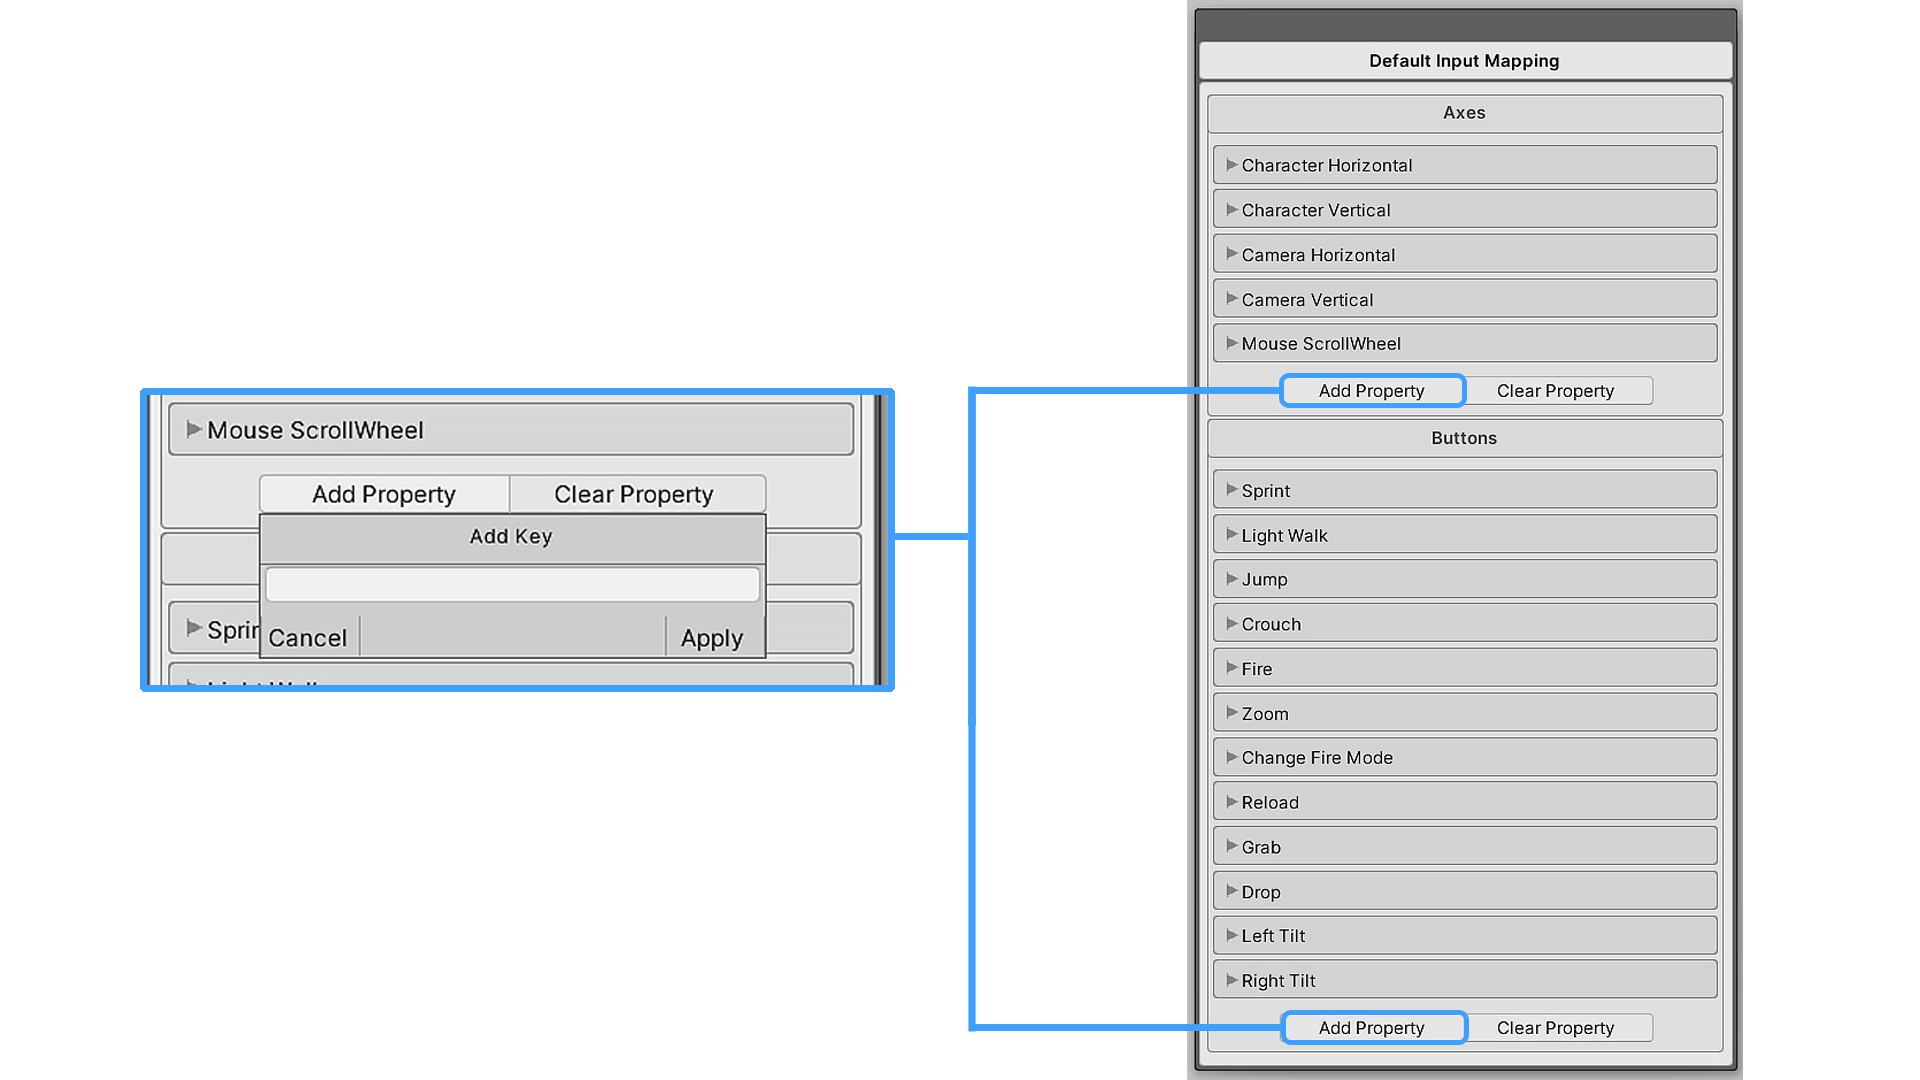 Mouse ScrollWheel
Add Property Clear Property
Add Key
Cancel Apply
Default Input Mapping
Axes
Character Horizontal
Character Vertical
Camera Horizontal
Camera Vertical
Mouse ScrollWheel
Add Property Clear Property
Buttons
Sprint
Light Walk
Jump
Crouch
Fire
Zoom
Change Fire Mode
Reload
Grab
Drop
Left Tilt
Right Tilt
Add Property Clear Property